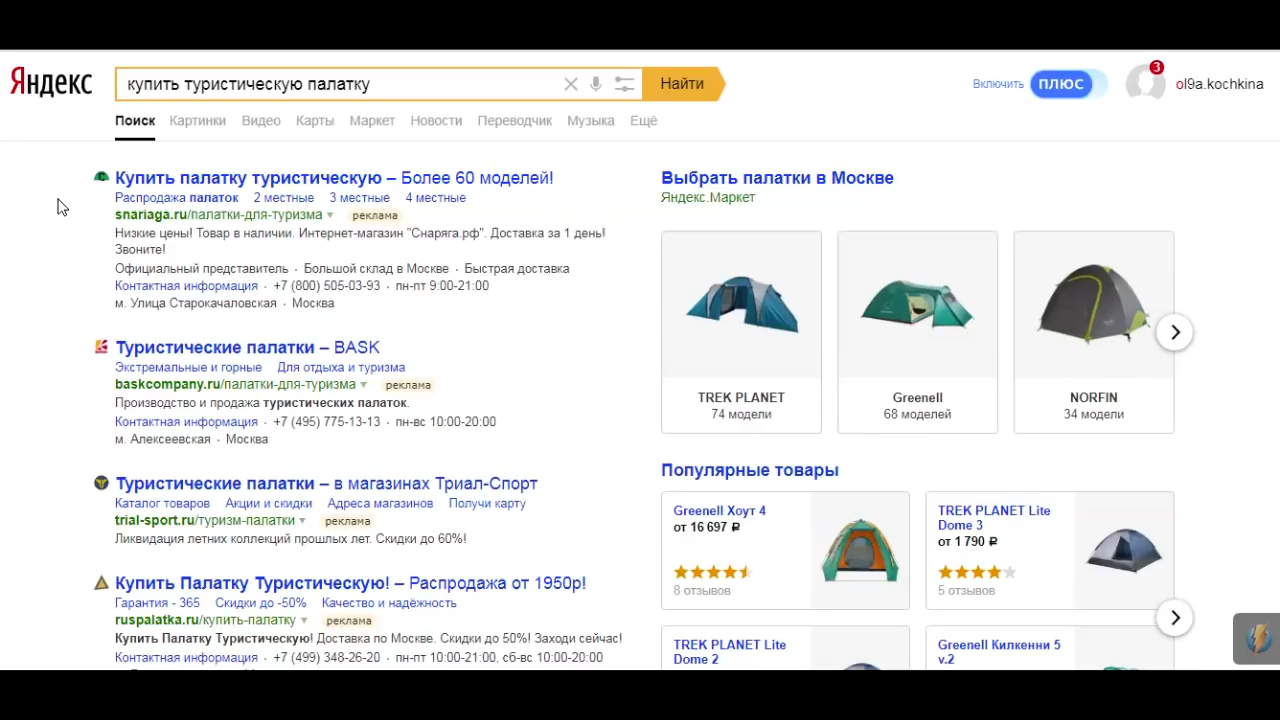 Яндекс
купить туристическую палатку
Найти
Включить
ПЛЮС
3
ol9a.kochkina
Поиск Картинки Видео Карты Маркет Новости Переводчик Музыка Ещё
Купить палатку туристическую – Более 60 моделей!
Распродажа палаток 2 местные 3 местные 4 местные
snariaga.ru/палатки-для-туризма реклама
Низкие цены! Товар в наличии. Интернет-магазин "Снаряга.рф". Доставка за 1 день!
Звоните!
Официальный представитель · Большой склад в Москве · Быстрая доставка
Контактная информация · +7 (800) 505-03-93 · пн-пт 9:00-21:00
м. Улица Старокачаловская · Москва
Туристические палатки – BASK
Экстремальные и горные Для отдыха и туризма
baskcompany.ru/палатки-для-туризма реклама
Производство и продажа туристических палаток.
Контактная информация · +7 (495) 775-13-13 · пн-вс 10:00-20:00
м. Алексеевская · Москва
Туристические палатки – в магазинах Триал-Спорт
Каталог товаров Акции и скидки Адреса магазинов Получи карту
trial-sport.ru/туризм-палатки реклама
Ликвидация летних коллекций прошлых лет. Скидки до 60%!
Купить Палатку Туристическую! – Распродажа от 1950р!
Гарантия - 365 Скидки до -50% Качество и надёжность
ruspalatka.ru/купить-палатку реклама
Купить Палатку Туристическую! Доставка по Москве. Скидки до 50%! Заходи сейчас!
Контактная информация · +7 (499) 348-26-20 · пн-пт 10:00-21:00, сб-вс 10:00-20:00
Выбрать палатки в Москве
Яндекс.Маркет
TREK PLANET
74 модели
Greenell
68 моделей
NORFIN
34 модели
Популярные товары
Greenell Хоут 4
от 16 697 ₽
8 отзывов
TREK PLANET Lite
Dome 3
от 1 790 ₽
5 отзывов
TREK PLANET Lite
Dome 2
Greenell Килкенни 5
v.2